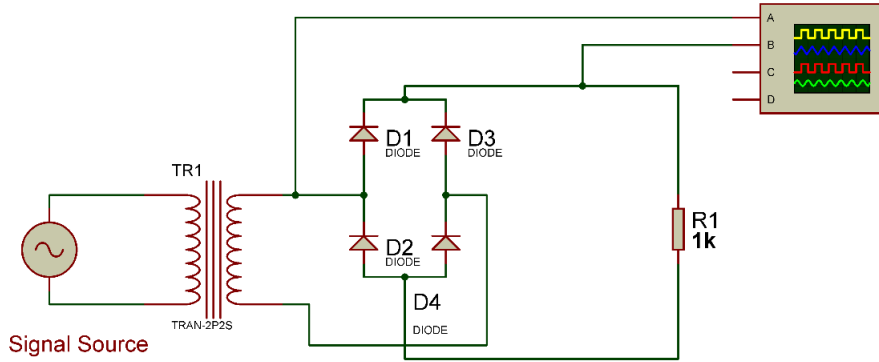 A
B
C
D
D1
DIODE
D3
DIODE
TR1
R1
1k
D2
DIODE
D4
DIODE
TRAN-2P2S
Signal Source